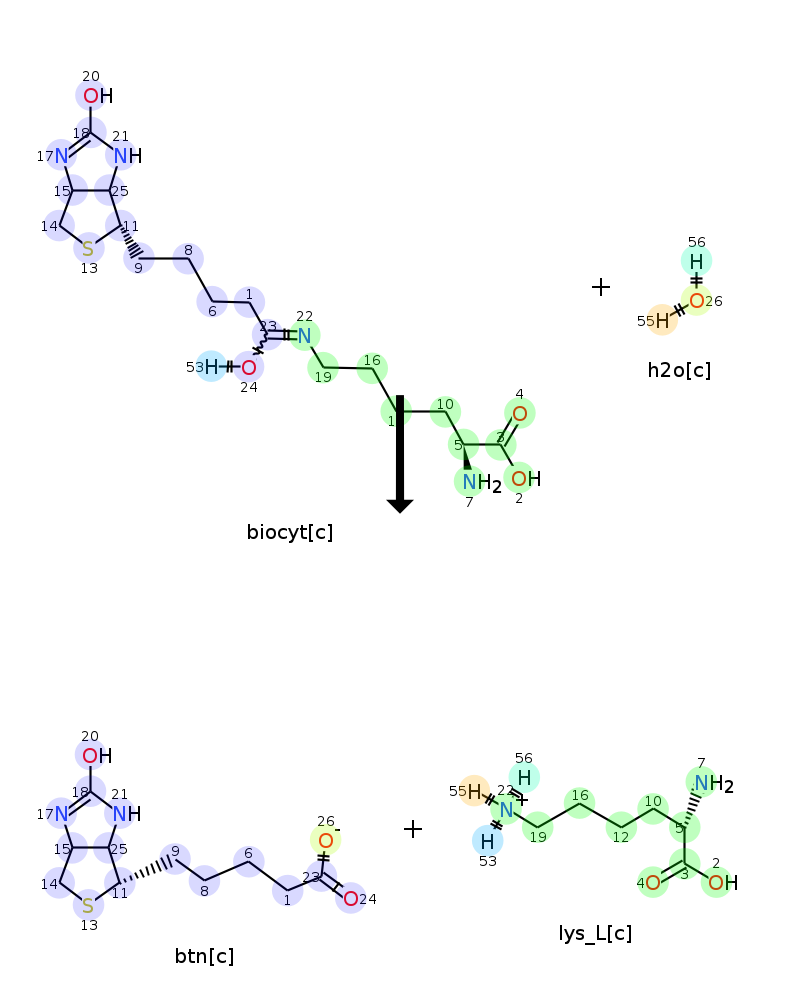 20
OH
18
21
17 N
NH
15
25
14
11
S
13
9
8
6
1
23
22
N
53 H
O
24
19
16
1
10
4
O
5
3
NH2
7
OH
2
biocyt[c]
+
56
H
O 26
55 H
h2o[c]
20
OH
18
21
17 N
NH
15
25
14
11
S
13
9
8
6
1
23
26
O-
O 24
btn[c]
+
56
H
55 H
22
N+
H
53
19
16
12
10
5
7
NH2
3
4 O
2
OH
lys_L[c]